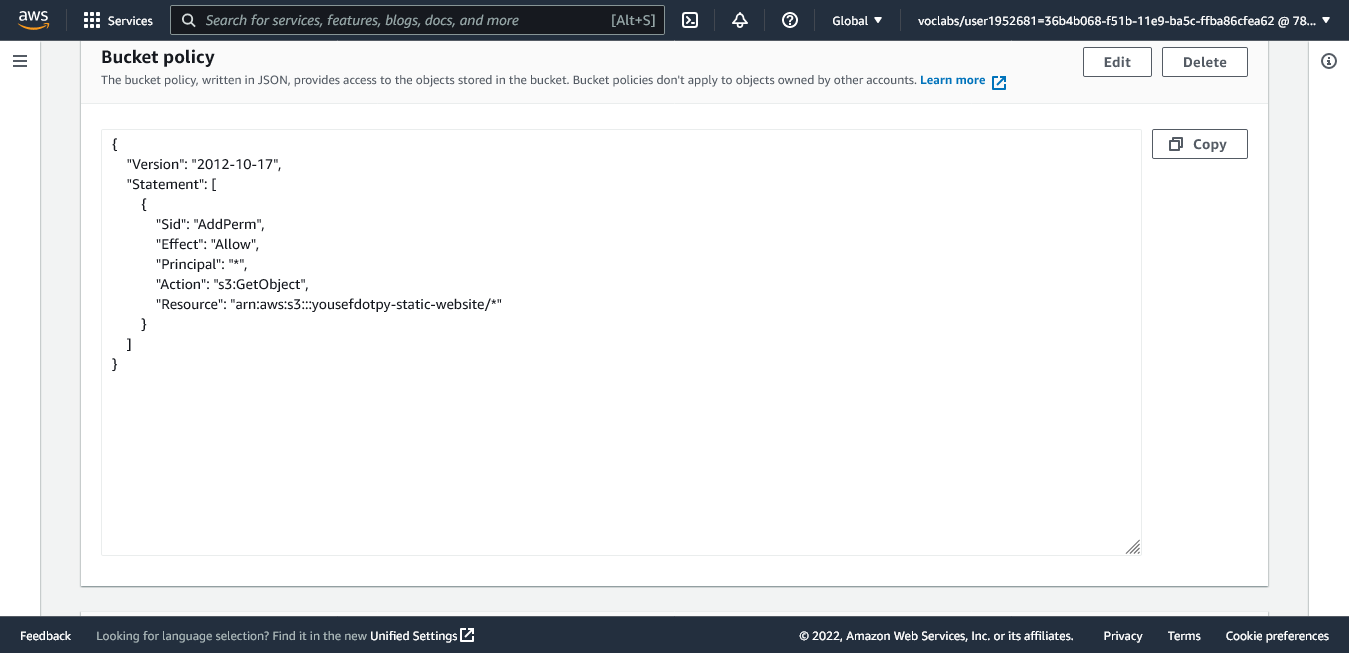 aws
Services
Search for services, features, blogs, docs, and more
[Alt+S]
Global
voclabs/user1952681=36b4b068-f51b-11e9-ba5c-ffba86cfea62 @ 78...
Bucket policy
The bucket policy, written in JSON, provides access to the objects stored in the bucket. Bucket policies don't apply to objects owned by other accounts. Learn more
Edit
Delete
Copy
{
    "Version": "2012-10-17",
    "Statement": [
        {
            "Sid": "AddPerm",
            "Effect": "Allow",
            "Principal": "*",
            "Action": "s3:GetObject",
            "Resource": "arn:aws:s3:::yousefdotpy-static-website/*"
        }
    ]
}
Feedback
Looking for language selection? Find it in the new Unified Settings
© 2022, Amazon Web Services, Inc. or its affiliates.
Privacy
Terms
Cookie preferences